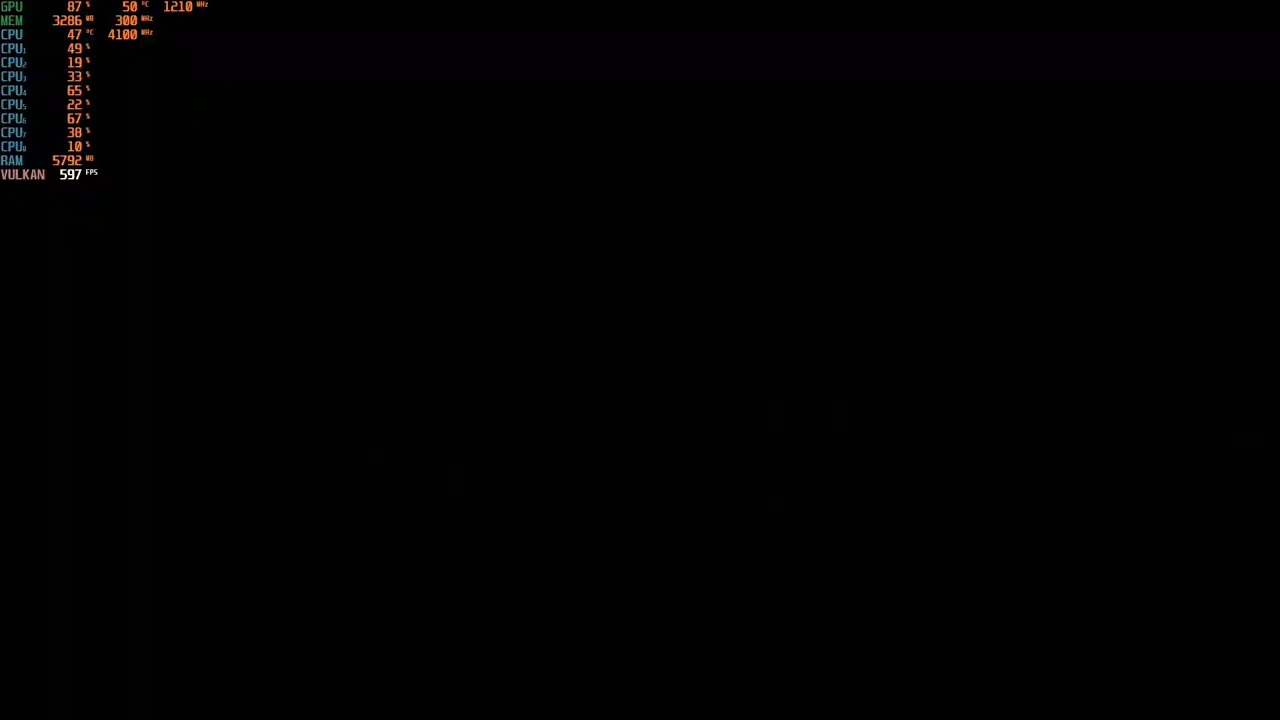 GPU 87 % 50 °C 1210 MHz
MEM 3286 MB 300 MHz
CPU 47 °C 4100 MHz
CPU₁ 49 %
CPU₂ 19 %
CPU₃ 33 %
CPU₄ 65 %
CPU₅ 22 %
CPU₆ 67 %
CPU₇ 38 %
CPU₈ 10 %
RAM 5792 MB
VULKAN 597 FPS